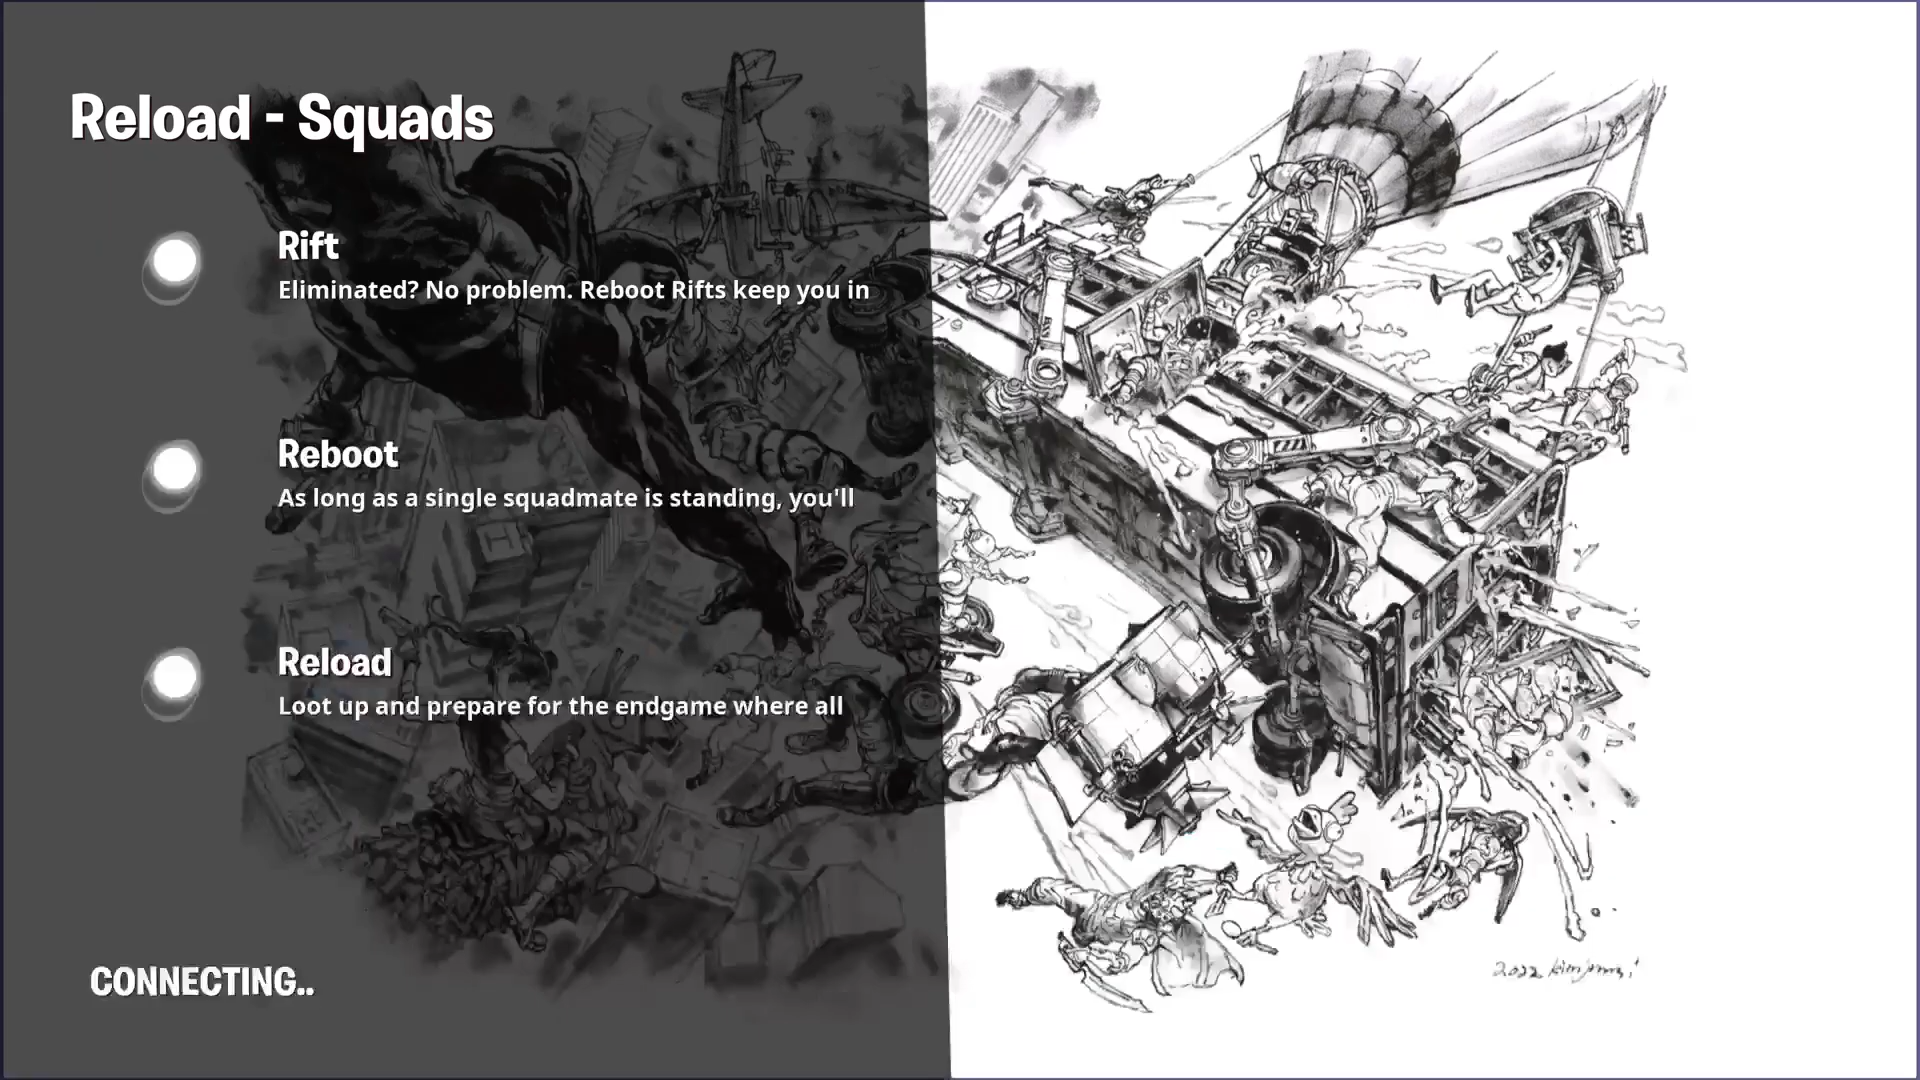 Reload - Squads
Rift
Eliminated? No problem. Reboot Rifts keep you in
Reboot
As long as a single squadmate is standing, you'll
Reload
Loot up and prepare for the endgame where all
CONNECTING..
2022